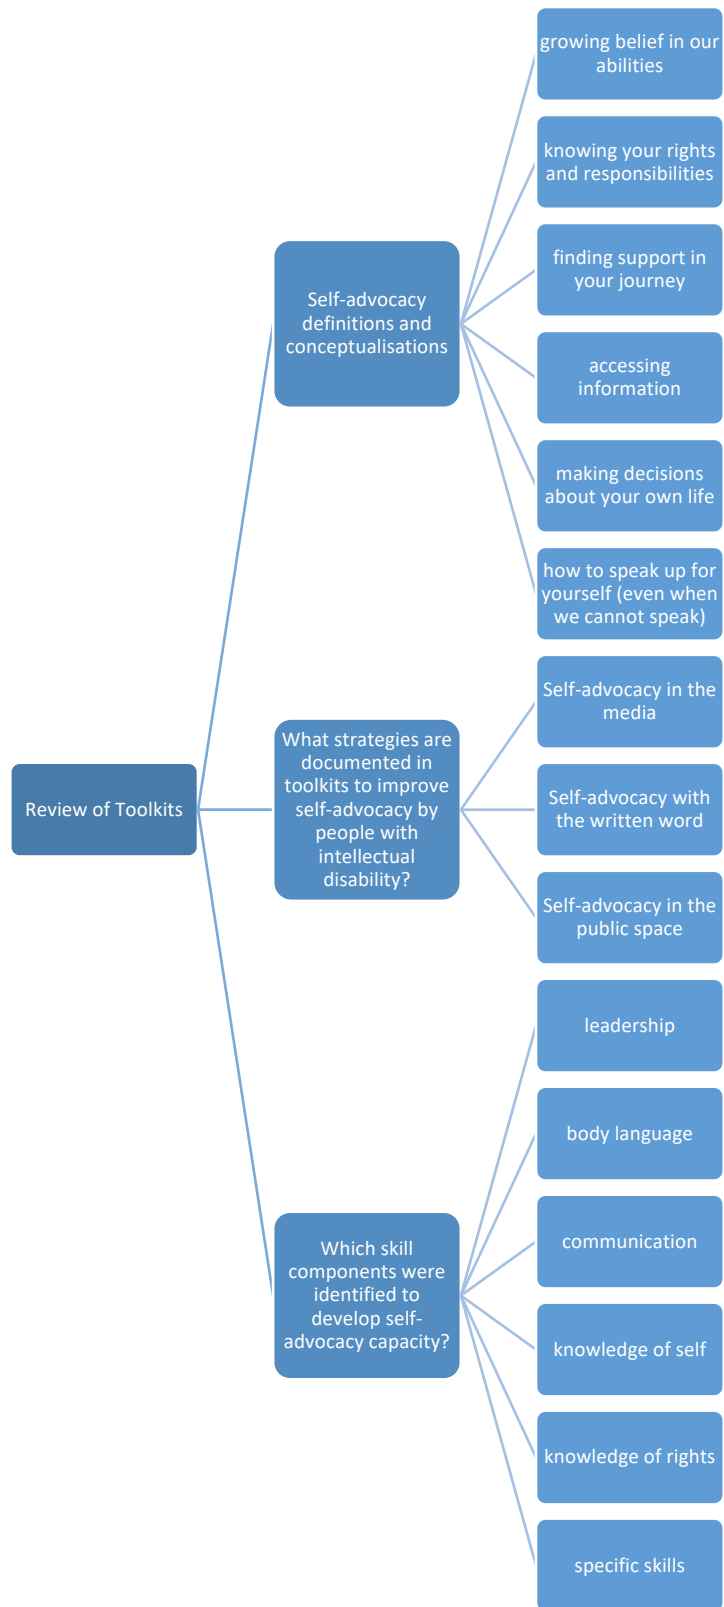 Review of Toolkits
Self-advocacy
definitions and
conceptualisations
growing belief in our
abilities
knowing your rights
and responsibilities
finding support in
your journey
accessing
information
making decisions
about your own life
how to speak up for
yourself (even when
we cannot speak)
What strategies are
documented in
toolkits to improve
self-advocacy by
people with
intellectual
disability?
Self-advocacy in the
media
Self-advocacy with
the written word
Self-advocacy in the
public space
Which skill
components were
identified to
develop self-
advocacy capacity?
leadership
body language
communication
knowledge of self
knowledge of rights
specific skills